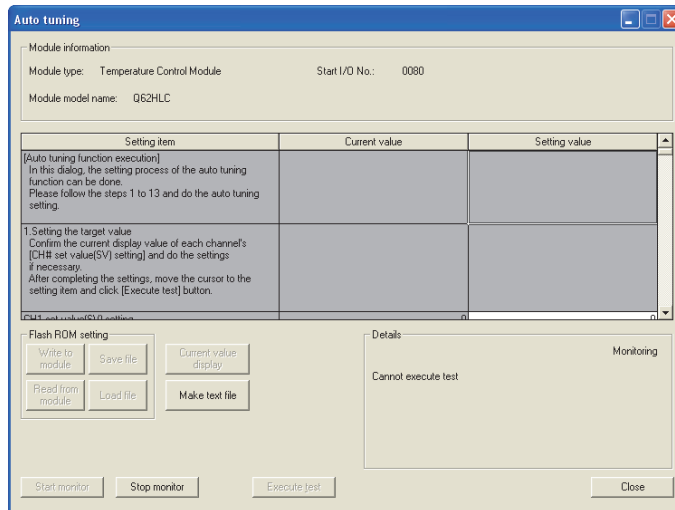 Auto tuning
Module information
Module type: Temperature Control Module Start I/O No.: 0080
Module model name: Q62HLC
Setting item Current value Setting value
[Auto tuning function execution]
In this dialog, the setting process of the auto tuning
function can be done.
Please follow the steps 1 to 13 and do the auto tuning
setting.
1.Setting the target value
Confirm the current display value of each channel's
[CH# set value(SV) setting] and do the settings
if necessary.
After completing the settings, move the cursor to the
setting item and click [Execute test] button.
CH1 set value(SV) setting 0 0
Flash ROM setting
Write to
module
Save file
Current value
display
Read from
module
Load file
Make text file
Details
Monitoring
Cannot execute test
Start monitor Stop monitor Execute test Close